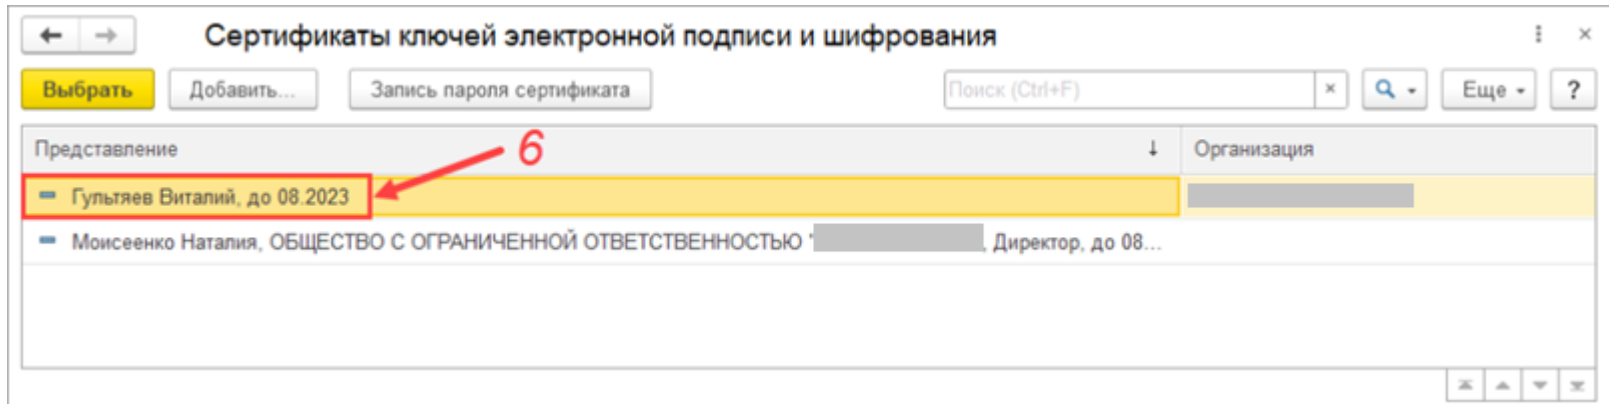 Сертификаты ключей электронной подписи и шифрования
Выбрать Добавить... Запись пароля сертификата Поиск (Ctrl+F) × Еще ?
Представление ↓ Организация
6
Гультяев Виталий, до 08.2023
Моисеенко Наталия, ОБЩЕСТВО С ОГРАНИЧЕННОЙ ОТВЕТСТВЕННОСТЬЮ " , Директор, до 08...